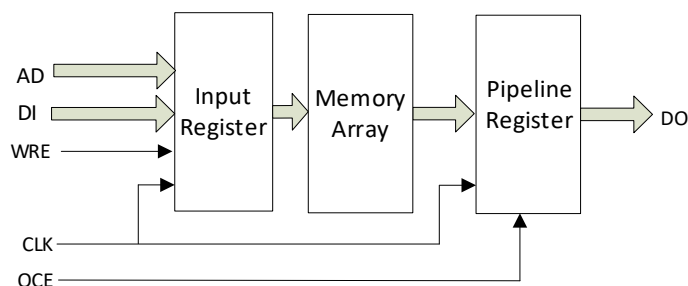 AD
DI
WRE
CLK
OCE
Input
Register
Memory
Array
Pipeline
Register
DO